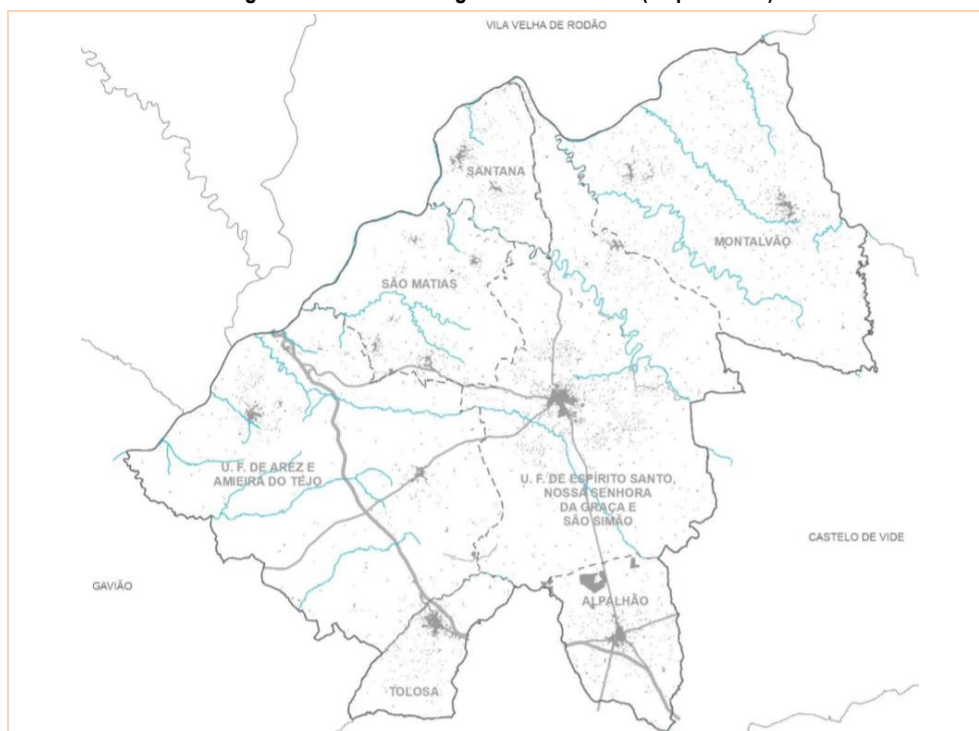 VILA VELHA DE RODÃO
SANTANA
MONTALVÃO
SÃO MATIAS
U. F. DE AREZ E
AMIEIRA DO TEJO
U. F. DE ESPÍRITO SANTO,
NOSSA SENHORA
DA GRAÇA E
SÃO SIMÃO
CASTELO DE VIDE
GAVIÃO
ALPALHÃO
TOLOSA